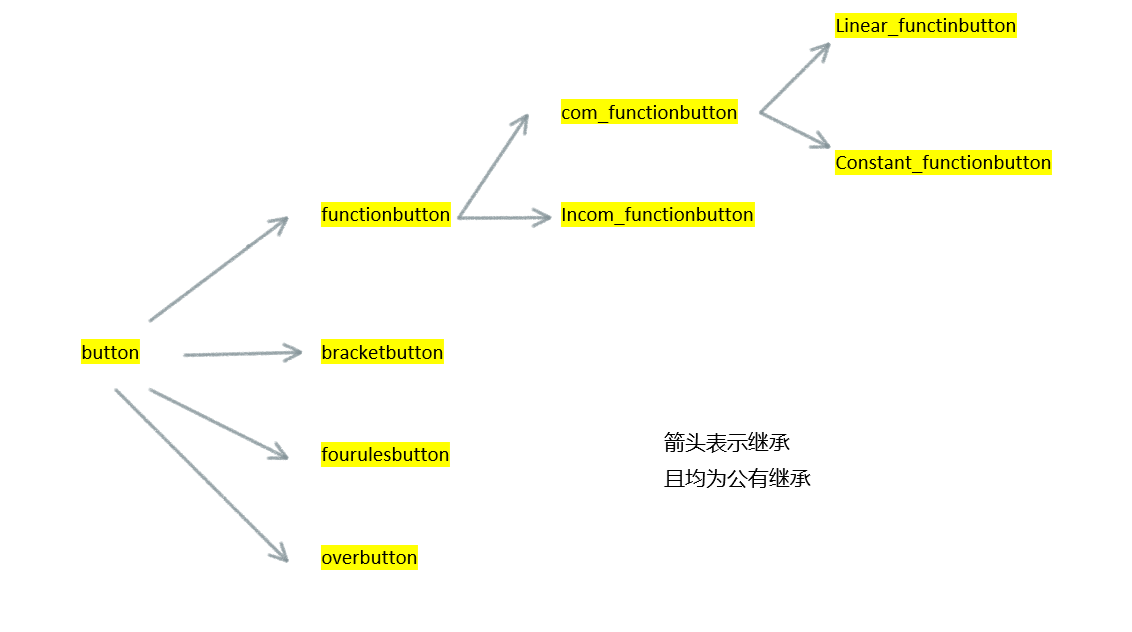 Linear_functinbutton
com_functionbutton
Constant_functionbutton
functionbutton
Incom_functionbutton
button
bracketbutton
fourulesbutton
overbutton
箭头表示继承
且均为公有继承